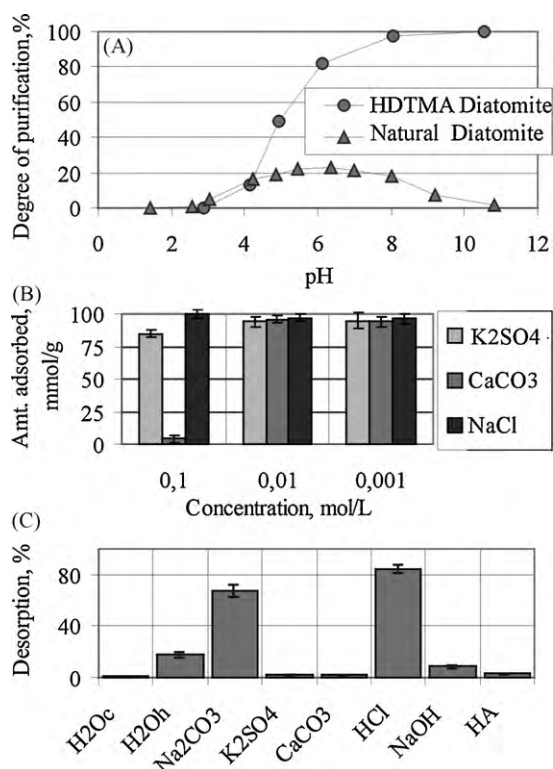 (A)
Degree of purification,%
100
80
60
40
20
0
HDTMA Diatomite
Natural Diatomite
0 2 4 6 8 10 12
pH
(B)
Amt. adsorbed,
mmol/g
100
75
50
25
0
K2SO4
CaCO3
NaCl
0,1 0,01 0,001
Concentration, mol/L
(C)
Desorption, %
80
40
0
H2Oc
H2Oh
Na2CO3
K2SO4
CaCO3
HCl
NaOH
HA